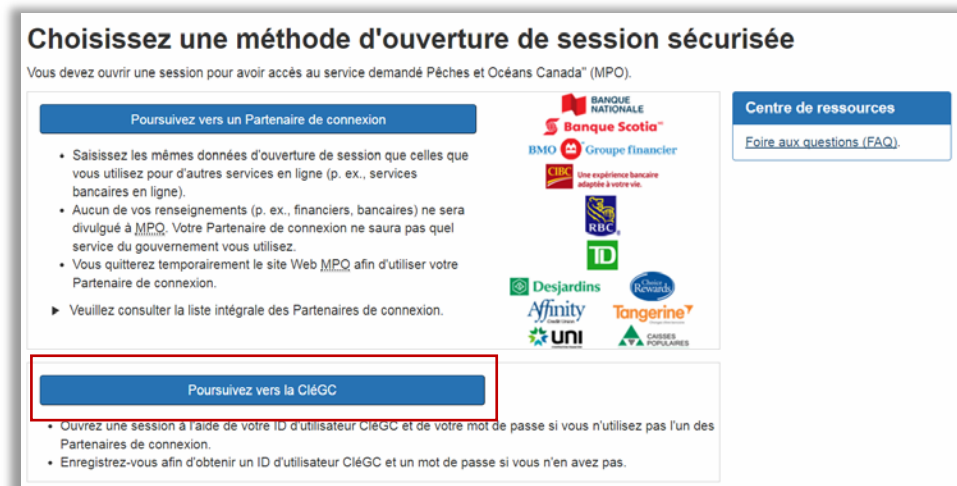 Choisissez une méthode d'ouverture de session sécurisée
Vous devez ouvrir une session pour avoir accès au service demandé Pêches et Océans Canada" (MPO).
Poursuivez vers un Partenaire de connexion
• Saisissez les mêmes données d'ouverture de session que celles que
vous utilisez pour d'autres services en ligne (p. ex., services
bancaires en ligne).
• Aucun de vos renseignements (p. ex., financiers, bancaires) ne sera
divulgué à MPO. Votre Partenaire de connexion ne saura pas quel
service du gouvernement vous utilisez.
• Vous quitterez temporairement le site Web MPO afin d'utiliser votre
Partenaire de connexion.
► Veuillez consulter la liste intégrale des Partenaires de connexion.
BANQUE
NATIONALE
Banque Scotia
BMO Groupe financier
CIBC Une expérience bancaire
adaptée à votre vie.
RBC
TD
Desjardins
Choice
Rewards
Affinity
Credit Union
Tangerine
UNI
CAISSES
POPULAIRES
Centre de ressources
Foire aux questions (FAQ).
Poursuivez vers la CléGC
• Ouvrez une session à l'aide de votre ID d'utilisateur CléGC et de votre mot de passe si vous n'utilisez pas l'un des
Partenaires de connexion.
• Enregistrez-vous afin d'obtenir un ID d'utilisateur CléGC et un mot de passe si vous n'en avez pas.